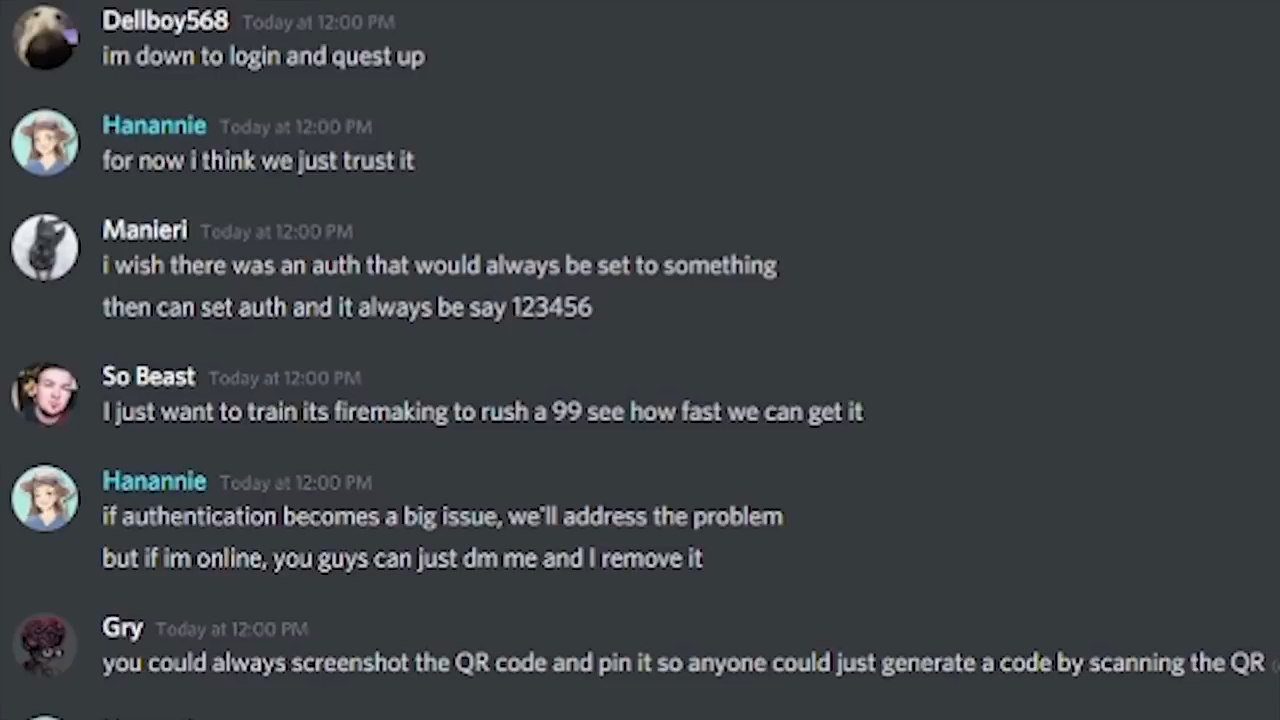 Dellboy568 Today at 12:00 PM
im down to login and quest up
Hanannie Today at 12:00 PM
for now i think we just trust it
Manieri Today at 12:00 PM
i wish there was an auth that would always be set to something
then can set auth and it always be say 123456
So Beast Today at 12:00 PM
I just want to train its firemaking to rush a 99 see how fast we can get it
Hanannie Today at 12:00 PM
if authentication becomes a big issue, we'll address the problem
but if im online, you guys can just dm me and I remove it
Gry Today at 12:00 PM
you could always screenshot the QR code and pin it so anyone could just generate a code by scanning the QR